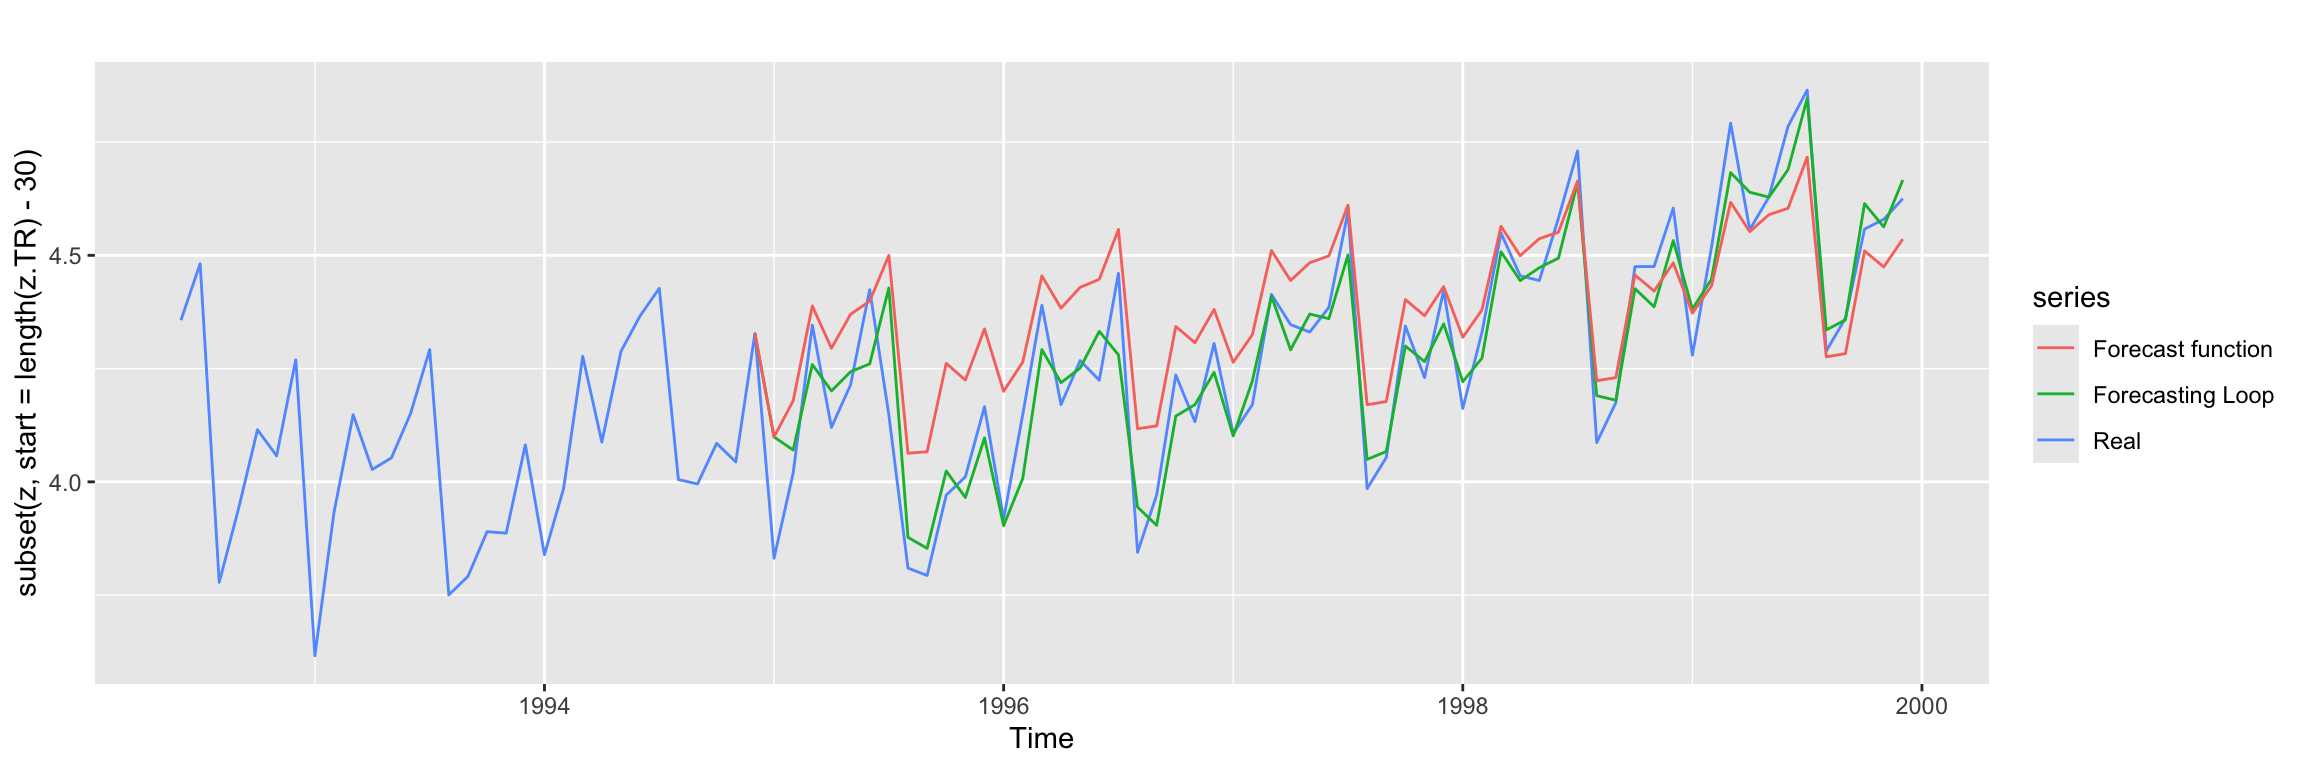 subset(z, start = length(z.TR) - 30)
4.5
4.0
1994
1996
1998
2000
Time
series
Forecast function
Forecasting Loop
Real